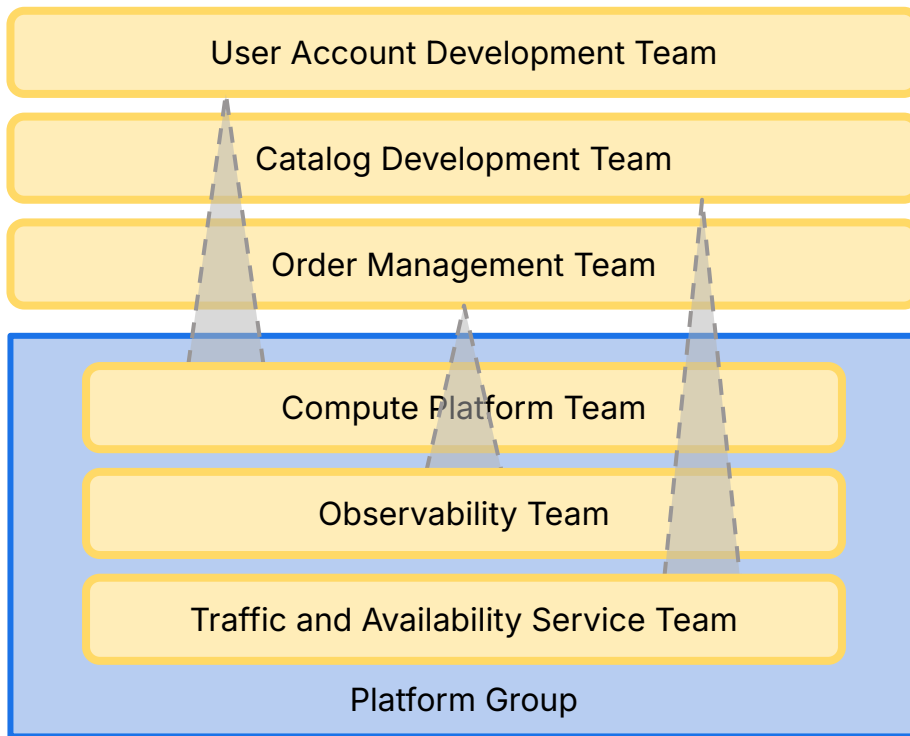 User Account Development Team
Catalog Development Team
Order Management Team
Compute Platform Team
Observability Team
Traffic and Availability Service Team
Platform Group